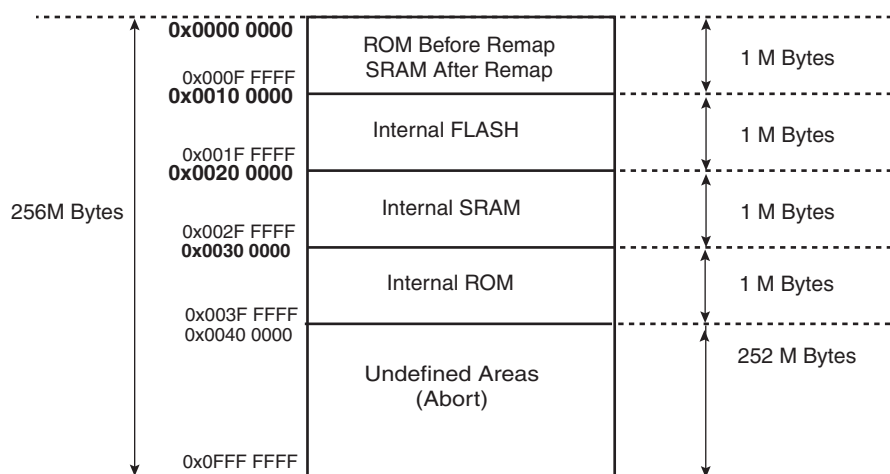 0x0000 0000
ROM Before Remap
SRAM After Remap
1 M Bytes
0x000F FFFF
0x0010 0000
Internal FLASH
1 M Bytes
0x001F FFFF
0x0020 0000
256M Bytes
Internal SRAM
1 M Bytes
0x002F FFFF
0x0030 0000
Internal ROM
1 M Bytes
0x003F FFFF
0x0040 0000
252 M Bytes
Undefined Areas
(Abort)
0x0FFF FFFF